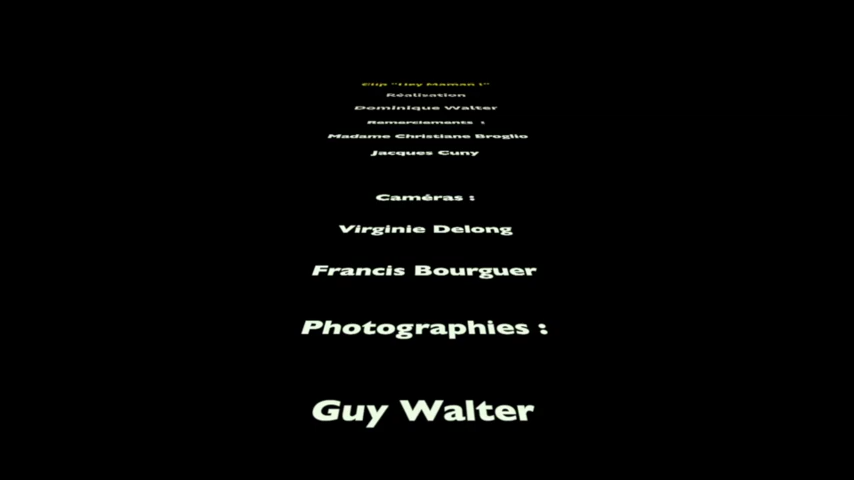 Clip "Hey Maman !"
Réalisation
Dominique Walter
Remerciements :
Madame Christiane Broglio
Jacques Cuny
Caméras :
Virginie Delong
Francis Bourguer
Photographies :
Guy Walter